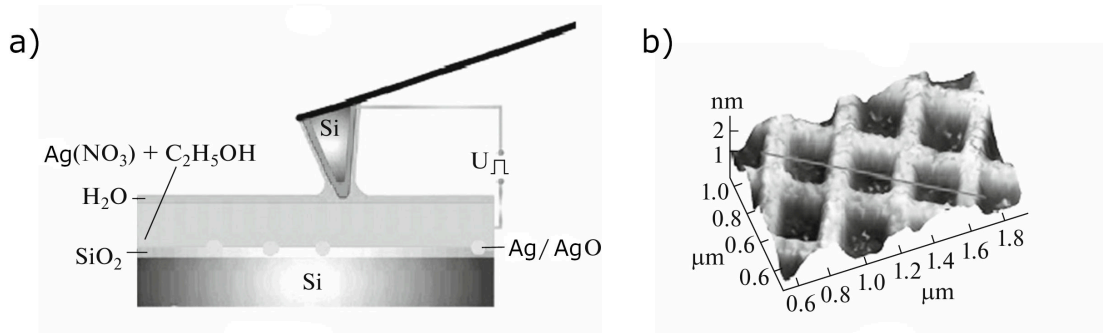 a)
Si
Ag(NO₃) + C₂H₅OH
U
H₂O
SiO₂
Ag/AgO
Si
b)
nm
2
1
1.0
0.8
0.6
0.6
μm
0.6 0.8 1.0 1.2 1.4 1.6 1.8
μm